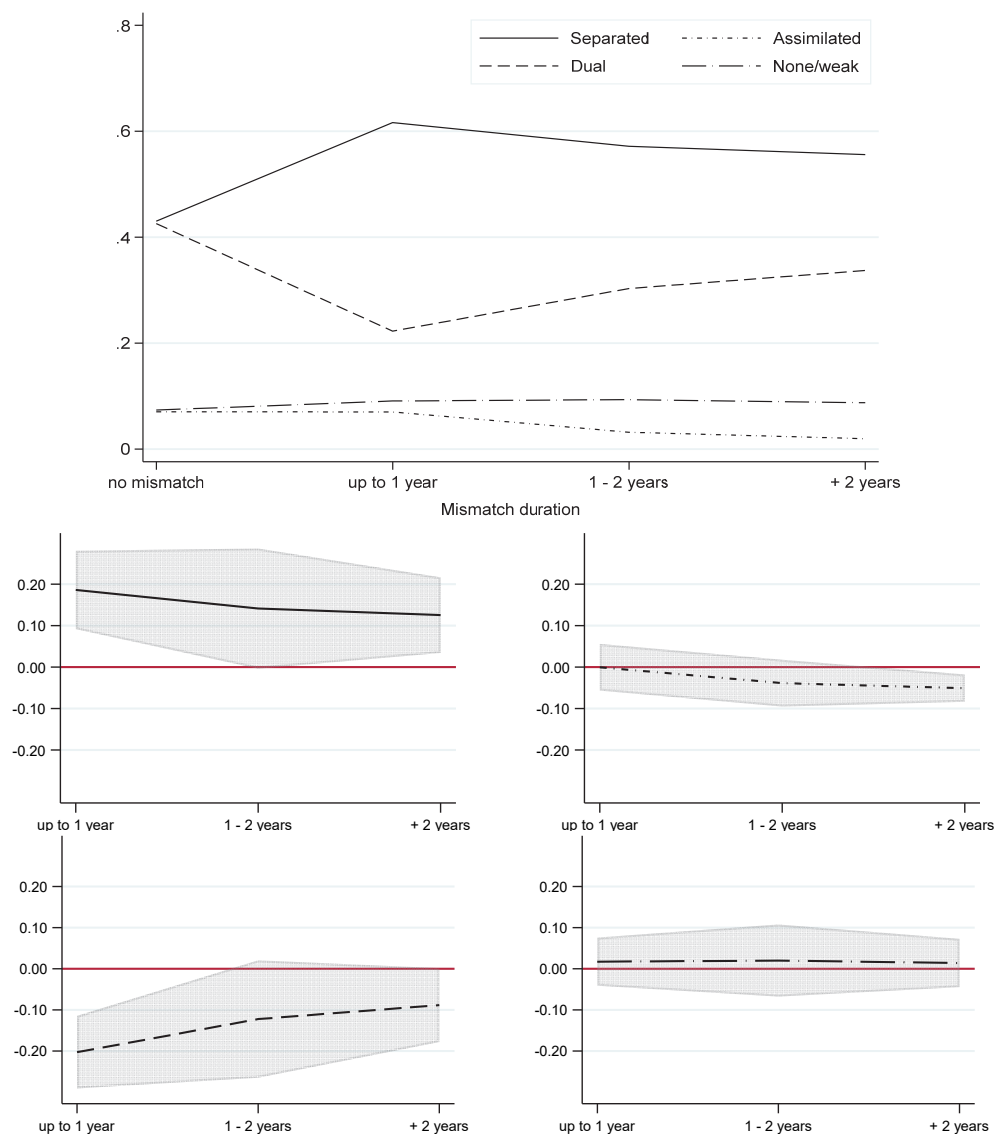 .8
Separated
Assimilated
Dual
None/weak
.6
.4
.2
0
no mismatch
up to 1 year
1 - 2 years
+ 2 years
Mismatch duration
0.20
0.10
0.00
-0.10
-0.20
up to 1 year
1 - 2 years
+ 2 years
0.20
0.10
0.00
-0.10
-0.20
up to 1 year
1 - 2 years
+ 2 years
0.20
0.10
0.00
-0.10
-0.20
up to 1 year
1 - 2 years
+ 2 years
0.20
0.10
0.00
-0.10
-0.20
up to 1 year
1 - 2 years
+ 2 years